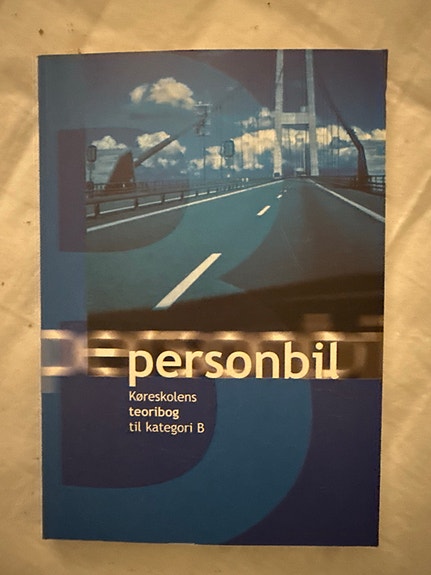 B
personbil
Køreskolens
teoribog
til kategori B